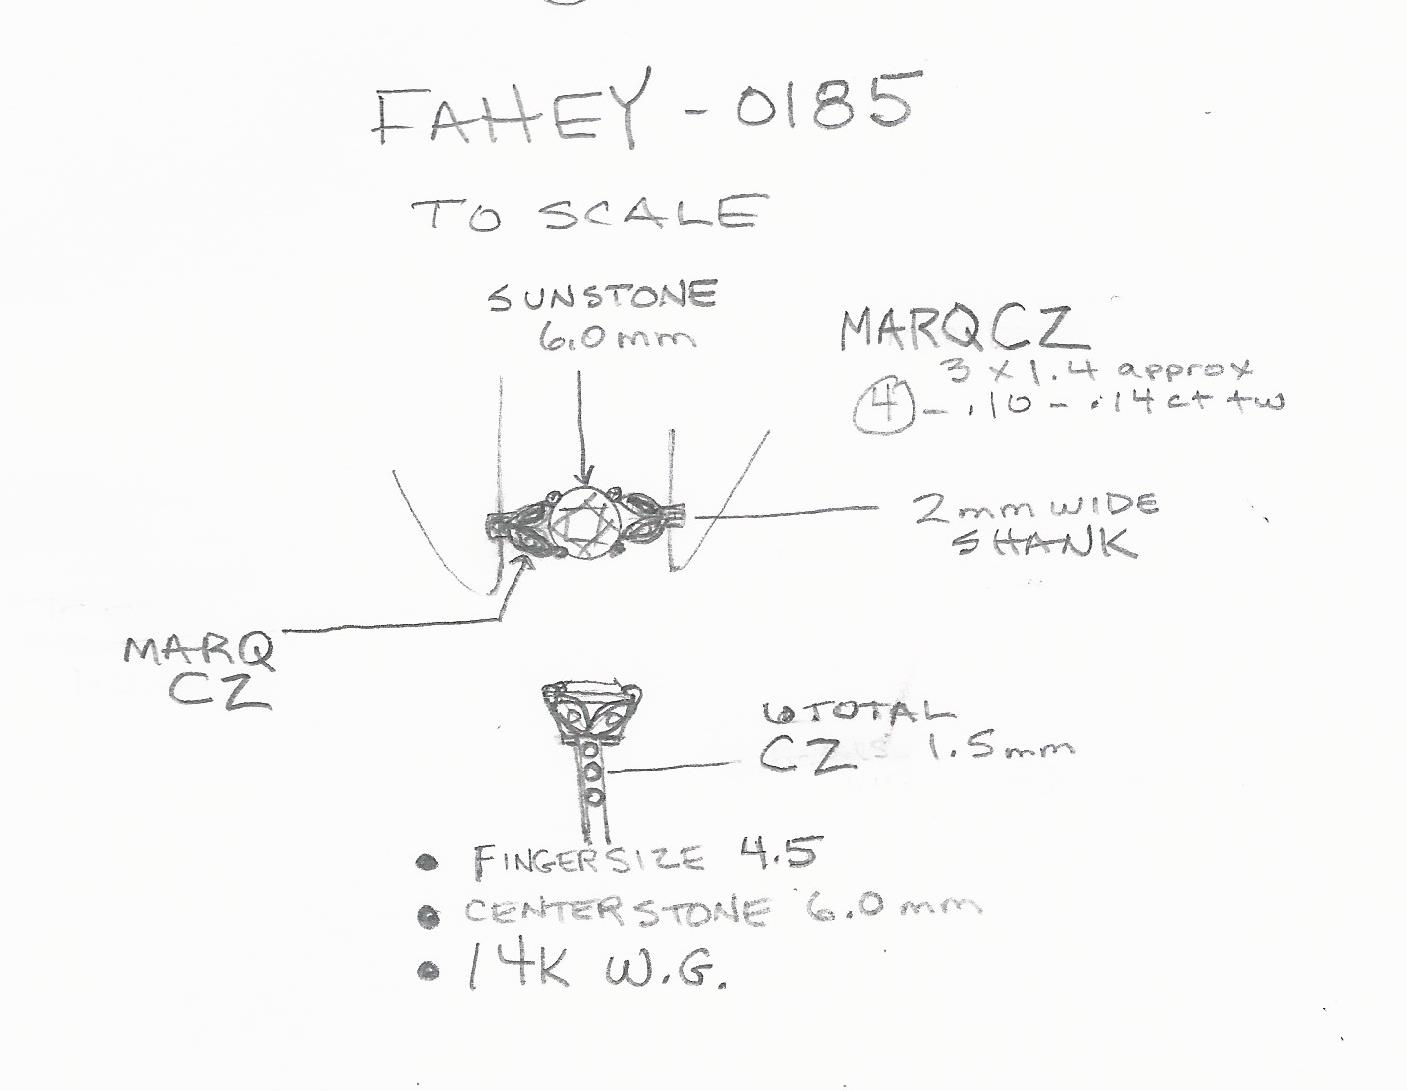 FAHEY - 0185
TO SCALE
SUNSTONE
6.0mm
MARQ CZ
3 x 1.4 approx
4 - .10 - .14 ct tw
2mm WIDE
SHANK
MARQ
CZ
6 TOTAL
CZ 1.5mm
• FINGERSIZE 4.5
• CENTERSTONE 6.0mm
• 14K W.G.